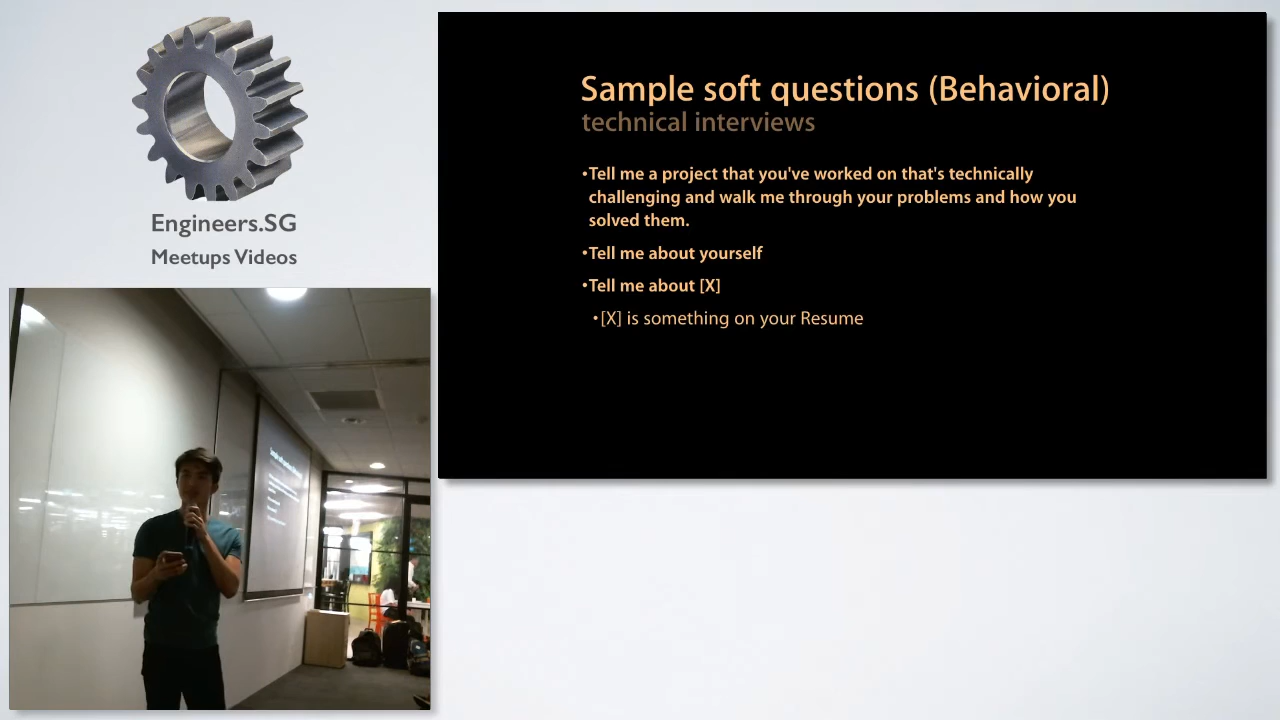 Engineers.SG
Meetups Videos
Sample soft questions (Behavioral)
technical interviews
•Tell me a project that you've worked on that's technically
challenging and walk me through your problems and how you
solved them.
•Tell me about yourself
•Tell me about [X]
•[X] is something on your Resume